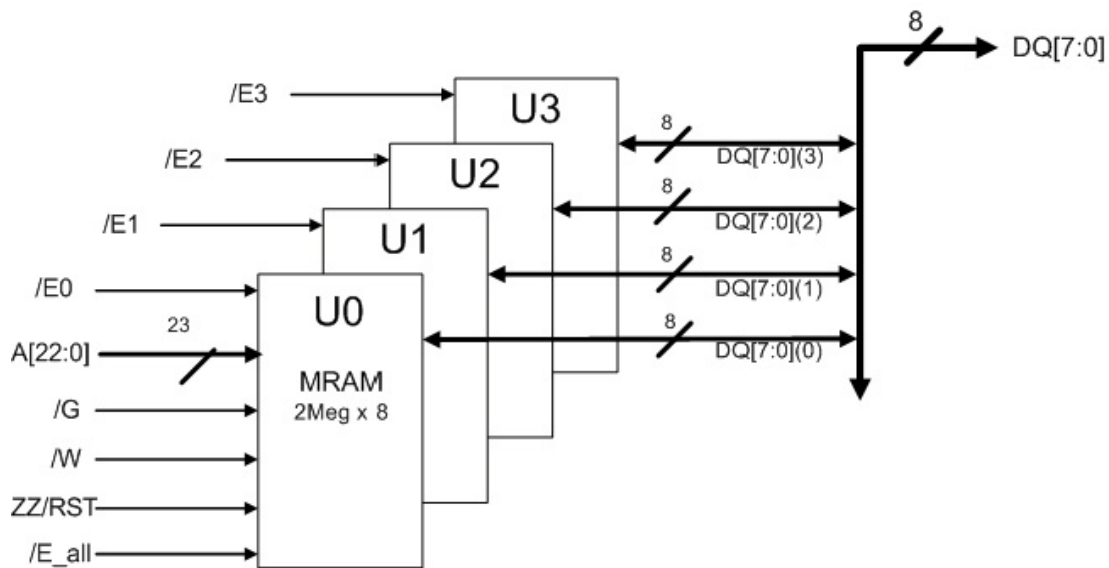 8
DQ[7:0]
/E3
U3
8
DQ[7:0](3)
/E2
U2
8
DQ[7:0](2)
/E1
U1
8
DQ[7:0](1)
/E0
U0
8
DQ[7:0](0)
23
A[22:0]
MRAM
2Meg x 8
/G
/W
ZZ/RST
/E_all